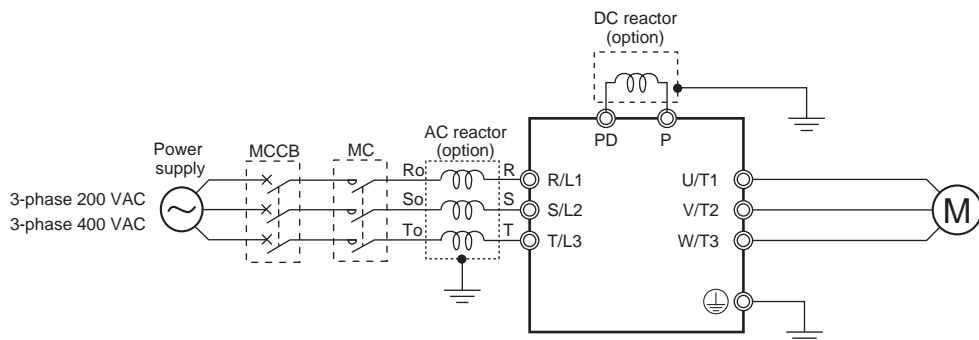 DC reactor
(option)
PD
P
Power
supply
MCCB
MC
AC reactor
(option)
3-phase 200 VAC
3-phase 400 VAC
Ro
R
R/L1
U/T1
So
S
S/L2
V/T2
To
T
T/L3
W/T3
M